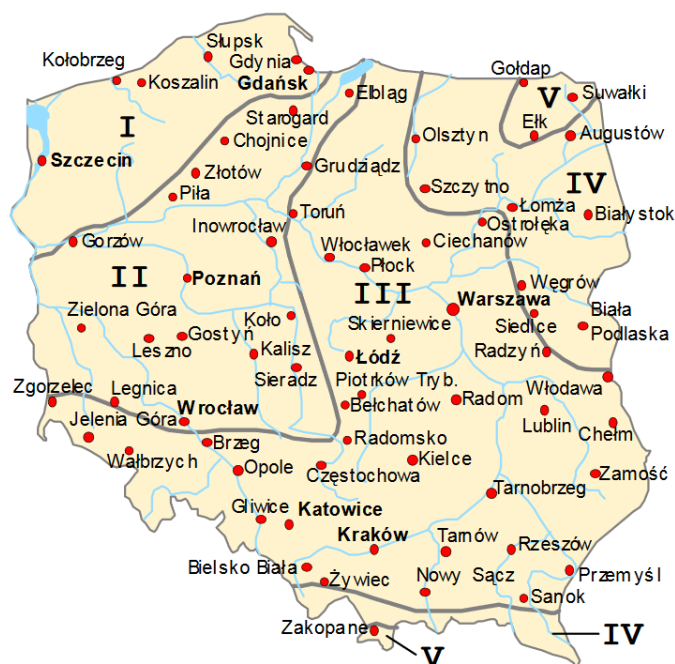 Słupsk
Kołobrzeg
Gdynia
Koszalin
Gdańsk
Gołdap
V
Suwałki
Elbląg
I
Starogard
Ełk
Chojnice
Olsztyn
Augustów
Szczecin
Złotów
Grudziądz
Piła
Szczytno
IV
Łomża
Toruń
Białystok
Inowrocław
Ostrołęka
Gorzów
Włocławek
Ciechanów
II
Poznań
Płock
III
Węgrów
Warszawa
Zielona Góra
Koło
Skierniewice
Siedlce
Biała
Podlaska
Gostyń
Leszno
Kalisz
Łódź
Radzyń
Sieradz
Zgorzelec
Legnica
Piotrków Tryb.
Włodawa
Bełchatów
Radom
Wrocław
Lublin
Jelenia Góra
Chełm
Brzeg
Radomsko
Wałbrzych
Opole
Kielce
Częstochowa
Zamość
Tarnobrzeg
Gliwice
Katowice
Kraków
Tarnów
Rzeszów
Bielsko Biała
Żywiec
Nowy Sącz
Przemyśl
Sanok
Zakopane
IV
V